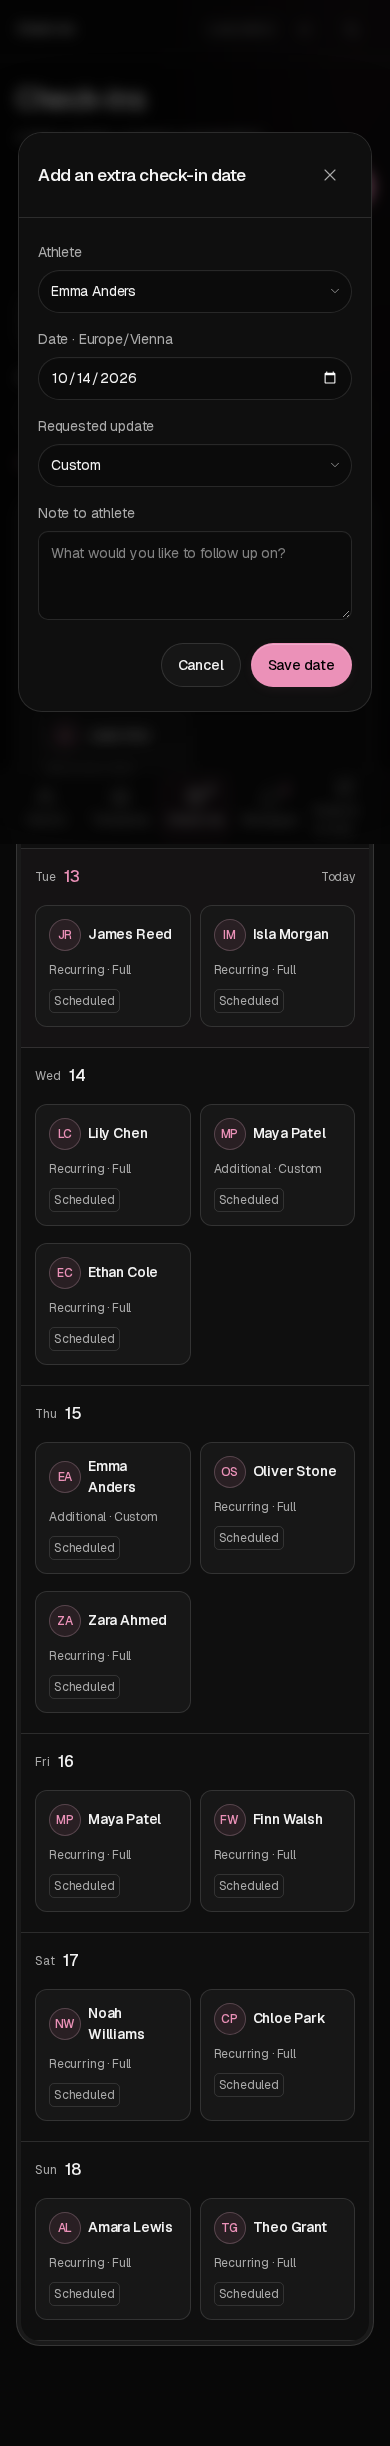 Check-ins
Add an extra check-in date
Athlete
Emma Anders
Date · Europe/Vienna
10/14/2026
Requested update
Custom
Note to athlete
What would you like to follow up on?
Cancel
Save date
Tue 13
Today
JR James Reed
Recurring · Full
Scheduled
IM Isla Morgan
Recurring · Full
Scheduled
Wed 14
LC Lily Chen
Recurring · Full
Scheduled
MP Maya Patel
Additional · Custom
Scheduled
EC Ethan Cole
Recurring · Full
Scheduled
Thu 15
EA Emma
Anders
Additional · Custom
Scheduled
OS Oliver Stone
Recurring · Full
Scheduled
ZA Zara Ahmed
Recurring · Full
Scheduled
Fri 16
MP Maya Patel
Recurring · Full
Scheduled
FW Finn Walsh
Recurring · Full
Scheduled
Sat 17
NW Noah
Williams
Recurring · Full
Scheduled
CP Chloe Park
Recurring · Full
Scheduled
Sun 18
AL Amara Lewis
Recurring · Full
Scheduled
TG Theo Grant
Recurring · Full
Scheduled